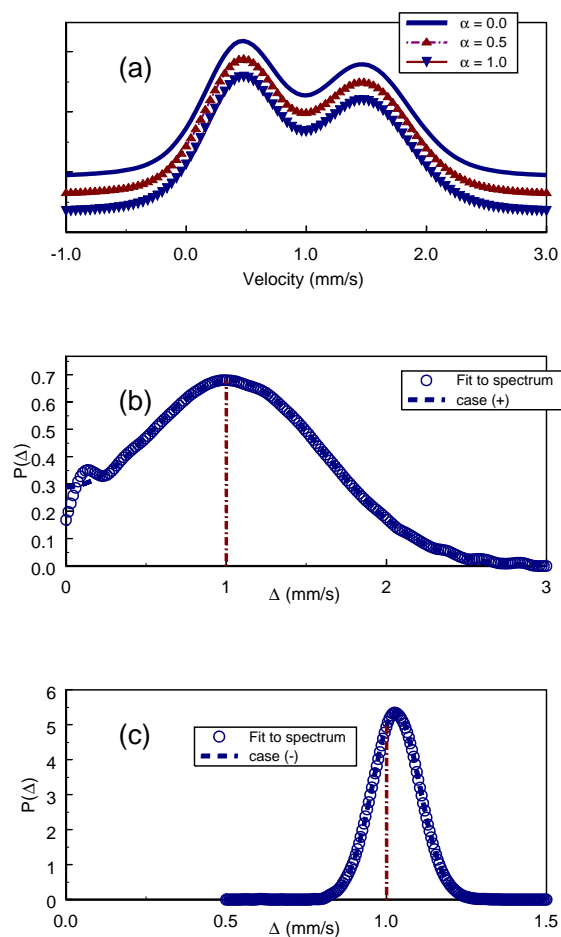 (a)
α = 0.0
α = 0.5
α = 1.0
-1.0 0.0 1.0 2.0 3.0
Velocity (mm/s)
(b)
Fit to spectrum
case (+)
P(Δ)
0.7
0.6
0.5
0.4
0.3
0.2
0.1
0.0
0 1 2 3
Δ (mm/s)
(c)
Fit to spectrum
case (-)
P(Δ)
6
5
4
3
2
1
0
0.0 0.5 1.0 1.5
Δ (mm/s)